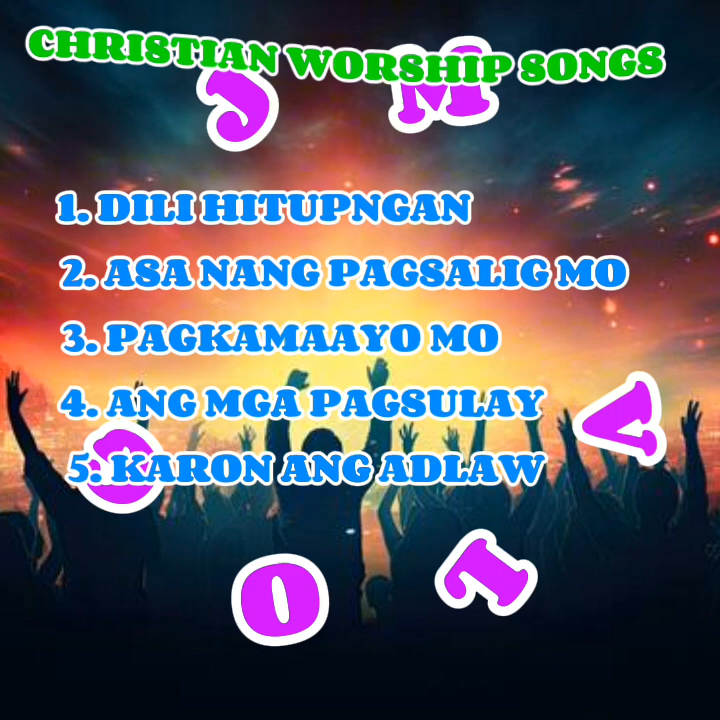 CHRISTIAN WORSHIP SONGS
J M
1. DILI HITUPNGAN
2. ASA NANG PAGSALIG MO
3. PAGKAMAAYO MO
4. ANG MGA PAGSULAY
V
5. KARON ANG ADLAW
O
I